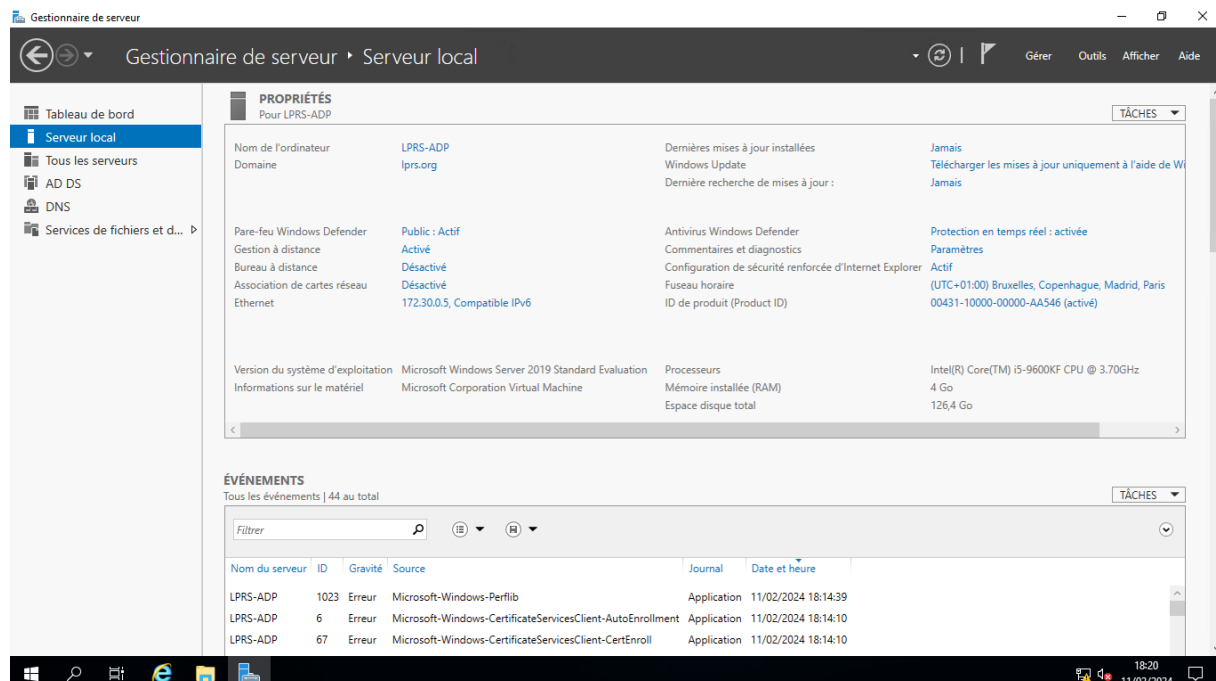 Gestionnaire de serveur
Gestionnaire de serveur ‣ Serveur local
Gérer Outils Afficher Aide
Tableau de bord
Serveur local
Tous les serveurs
AD DS
DNS
Services de fichiers et d...
PROPRIÉTÉS
Pour LPRS-ADP
TÂCHES
Nom de l'ordinateur LPRS-ADP Dernières mises à jour installées Jamais
Domaine lprs.org Windows Update Télécharger les mises à jour uniquement à l'aide de Wi
Dernière recherche de mises à jour : Jamais
Pare-feu Windows Defender Public : Actif Antivirus Windows Defender Protection en temps réel : activée
Gestion à distance Activé Commentaires et diagnostics Paramètres
Bureau à distance Désactivé Configuration de sécurité renforcée d'Internet Explorer Actif
Association de cartes réseau Désactivé Fuseau horaire (UTC+01:00) Bruxelles, Copenhague, Madrid, Paris
Ethernet 172.30.0.5, Compatible IPv6 ID de produit (Product ID) 00431-10000-00000-AA546 (activé)
Version du système d'exploitation Microsoft Windows Server 2019 Standard Evaluation Processeurs Intel(R) Core(TM) i5-9600KF CPU @ 3.70GHz
Informations sur le matériel Microsoft Corporation Virtual Machine Mémoire installée (RAM) 4 Go
Espace disque total 126,4 Go
ÉVÉNEMENTS
Tous les événements | 44 au total
TÂCHES
Filtrer
Nom du serveur ID Gravité Source Journal Date et heure
LPRS-ADP 1023 Erreur Microsoft-Windows-Perflib Application 11/02/2024 18:14:39
LPRS-ADP 6 Erreur Microsoft-Windows-CertificateServicesClient-AutoEnrollment Application 11/02/2024 18:14:10
LPRS-ADP 67 Erreur Microsoft-Windows-CertificateServicesClient-CertEnroll Application 11/02/2024 18:14:10
18:20
11/02/2024